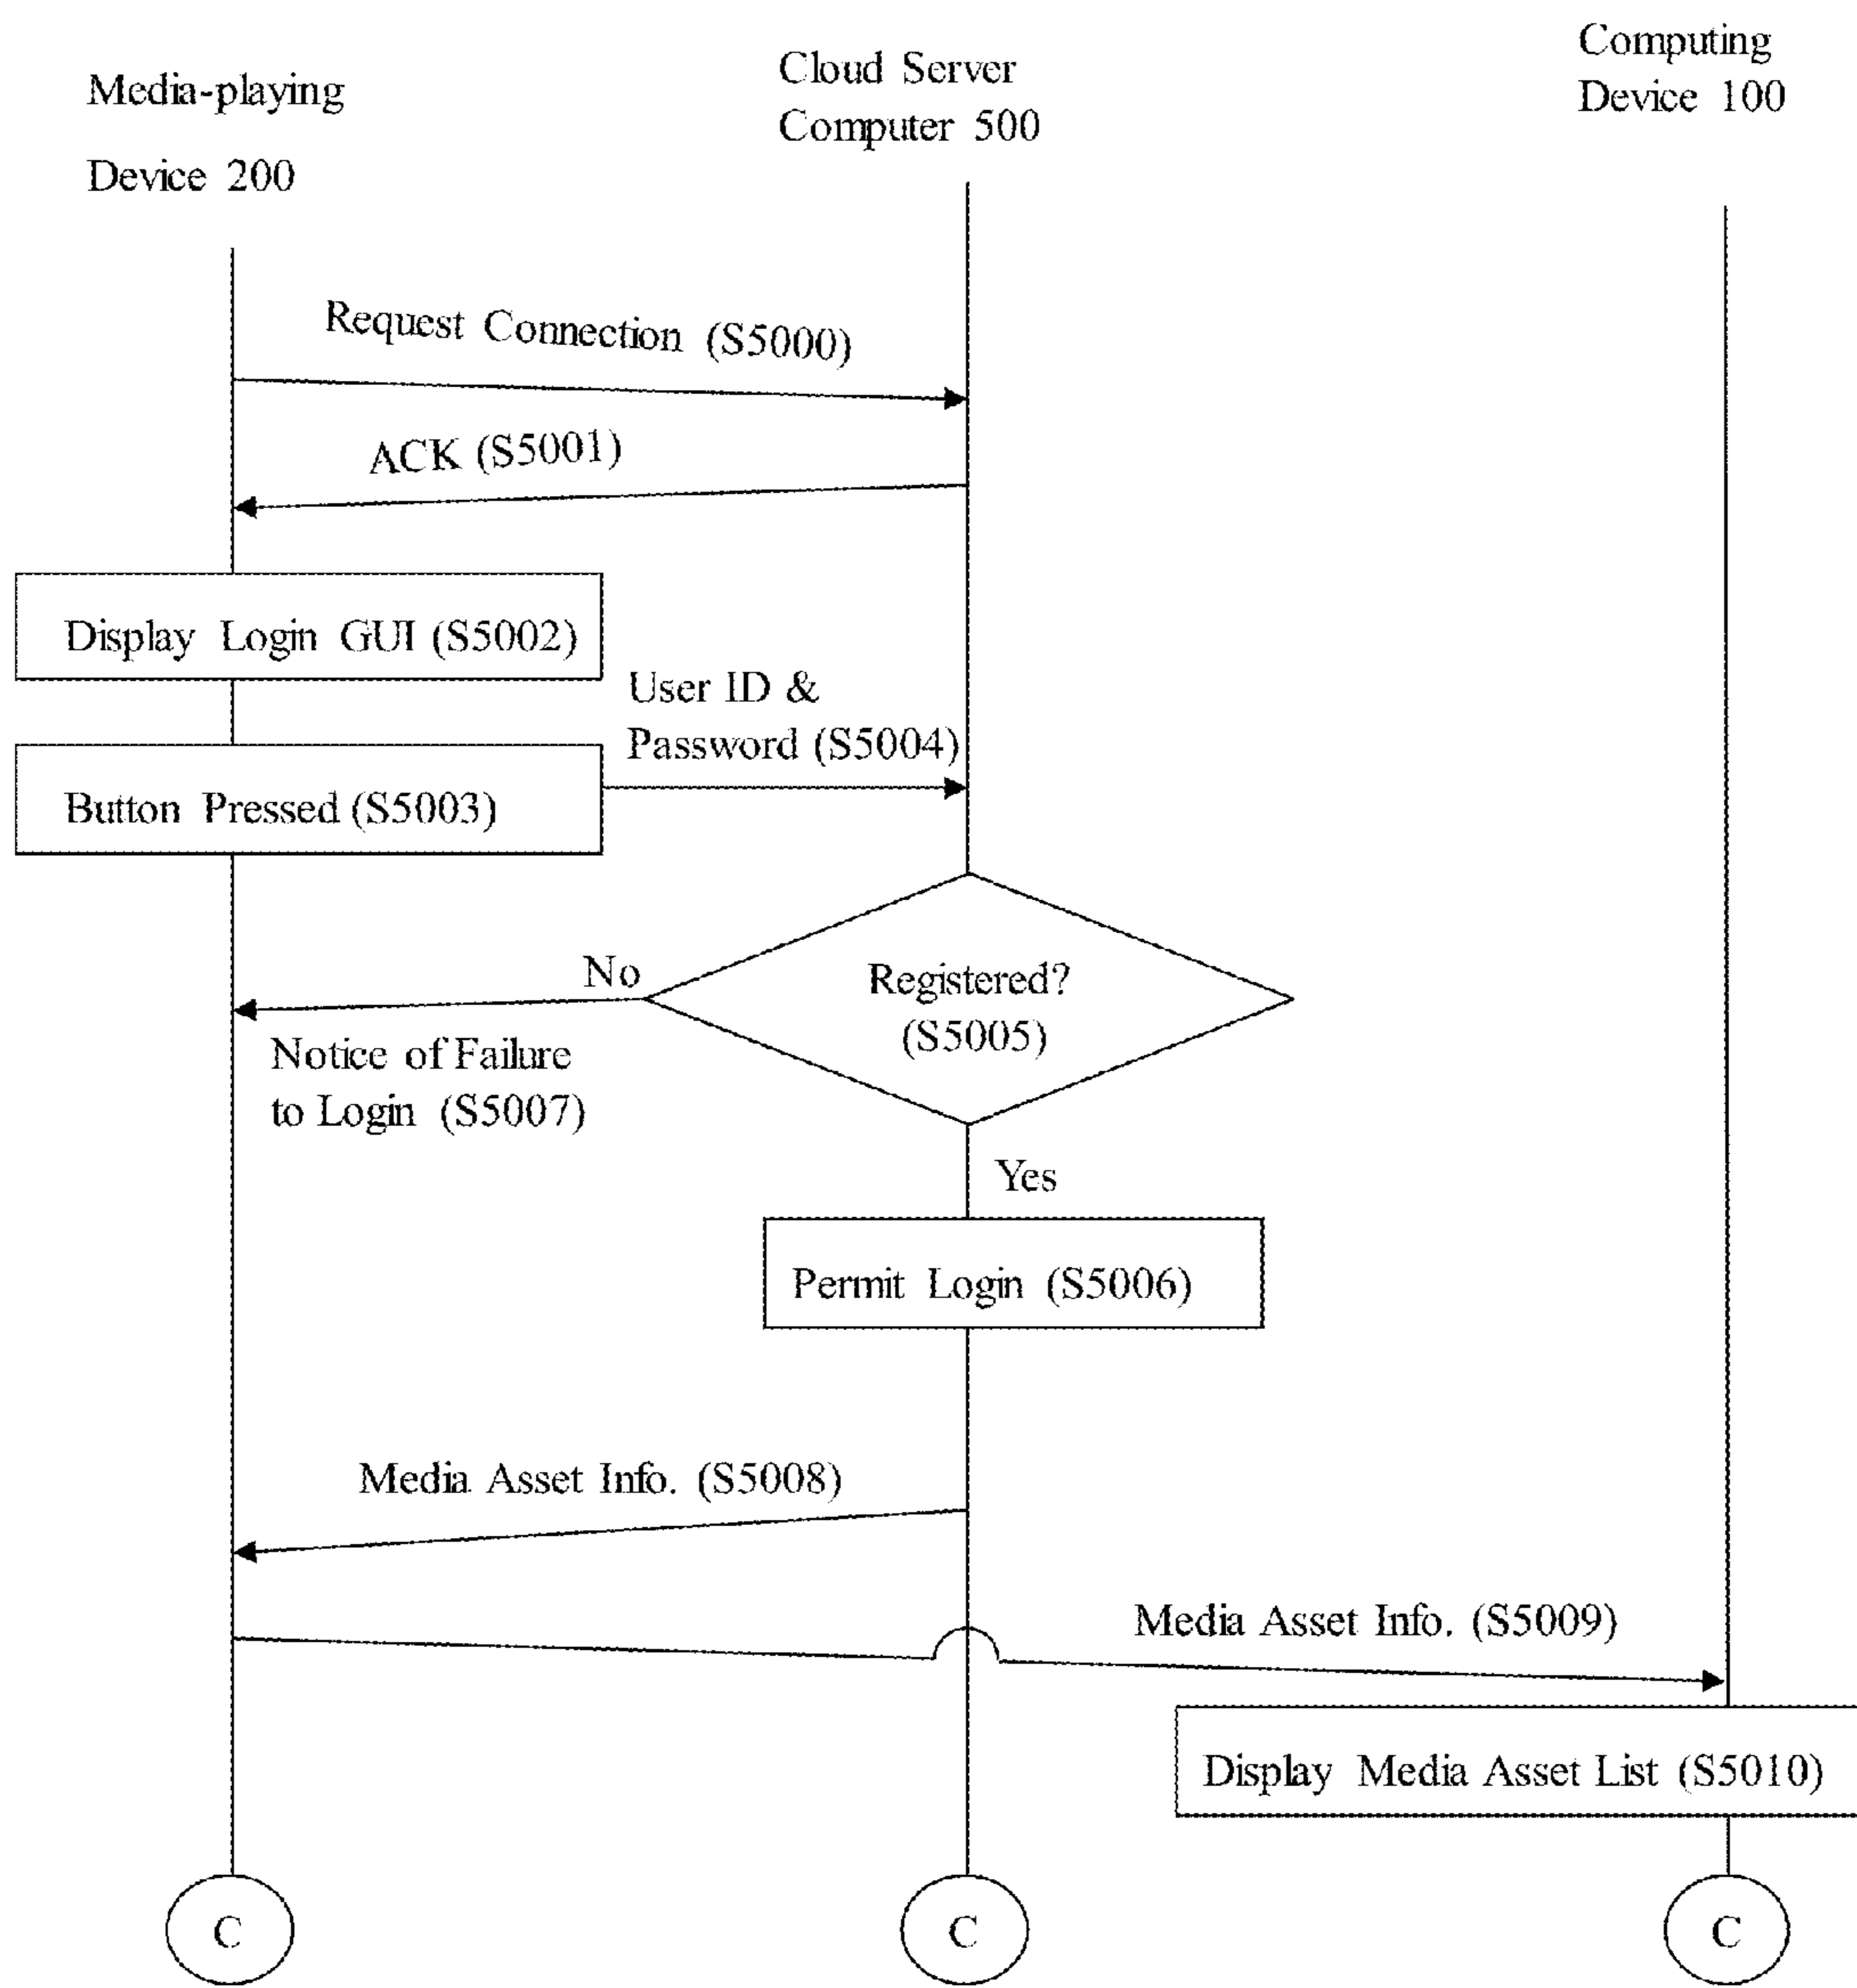 Media-playing
Device 200
Cloud Server
Computer 500
Computing
Device 100
Request Connection (S5000)
ACK (S5001)
Display Login GUI (S5002)
User ID &
Password (S5004)
Button Pressed (S5003)
No
Registered?
(S5005)
Notice of Failure
to Login (S5007)
Yes
Permit Login (S5006)
Media Asset Info. (S5008)
Media Asset Info. (S5009)
Display Media Asset List (S5010)
C
C
C